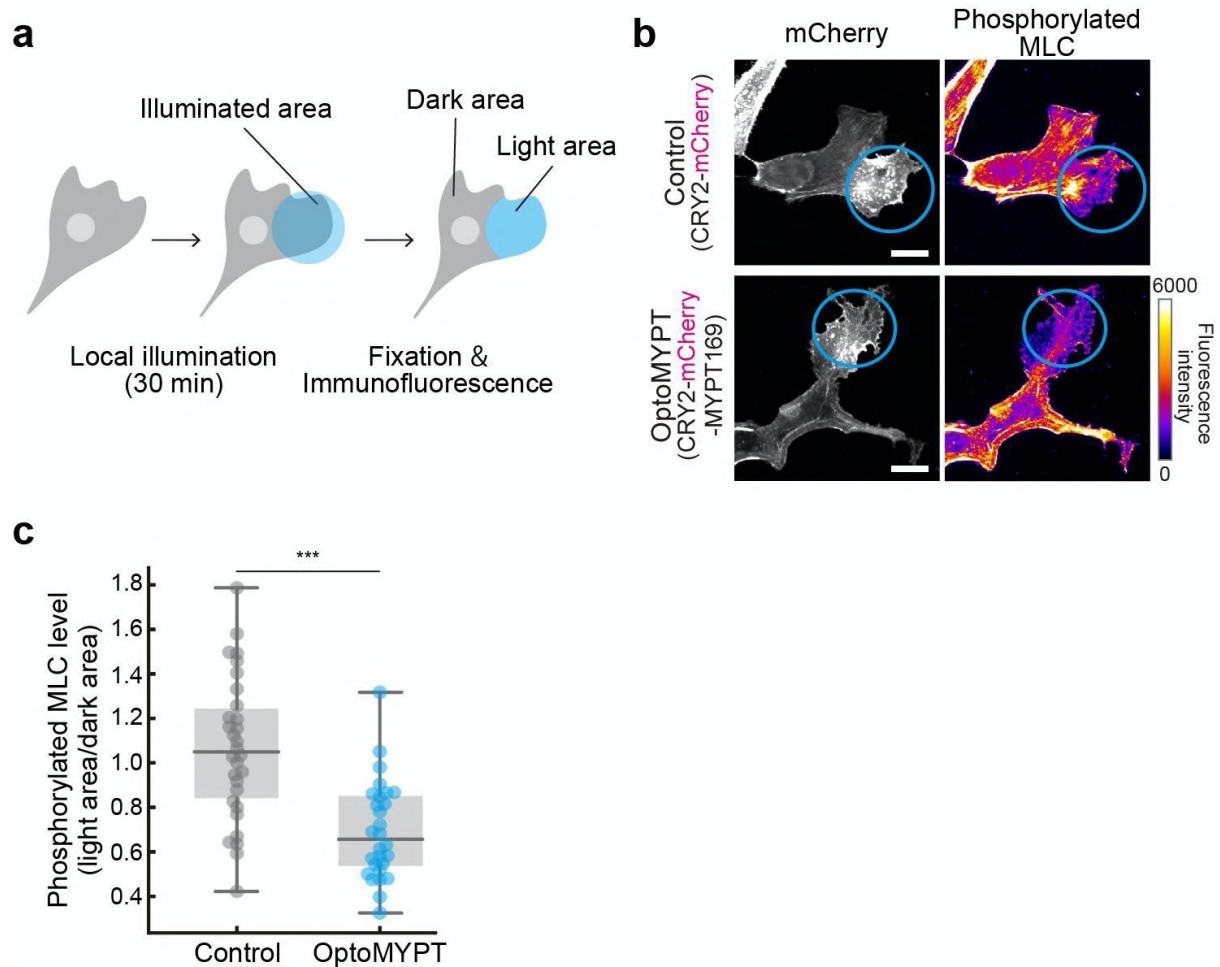 a
Illuminated area
Dark area
Light area
Local illumination
(30 min)
Fixation &
Immunofluorescence
b
mCherry
Phosphorylated
MLC
Control
(CRY2-mCherry)
OptoMYPT
(CRY2-mCherry
-MYPT169)
6000
Fluorescence
intensity
0
c
***
Phosphorylated MLC level
(light area/dark area)
1.8
1.6
1.4
1.2
1.0
0.8
0.6
0.4
Control
OptoMYPT